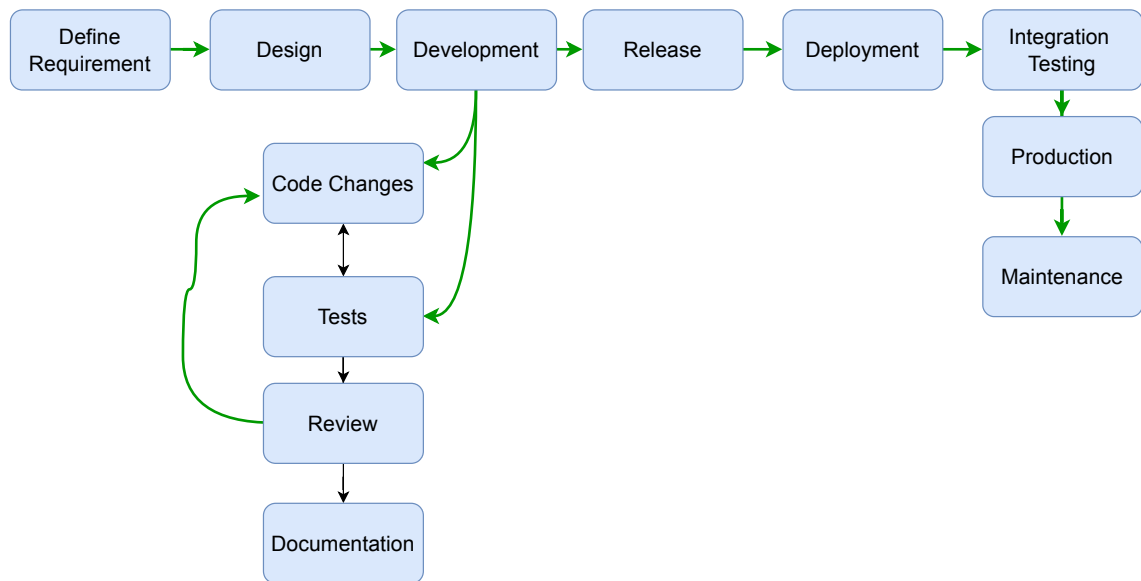 Define
Requirement
Design
Development
Release
Deployment
Integration
Testing
Code Changes
Production
Tests
Maintenance
Review
Documentation